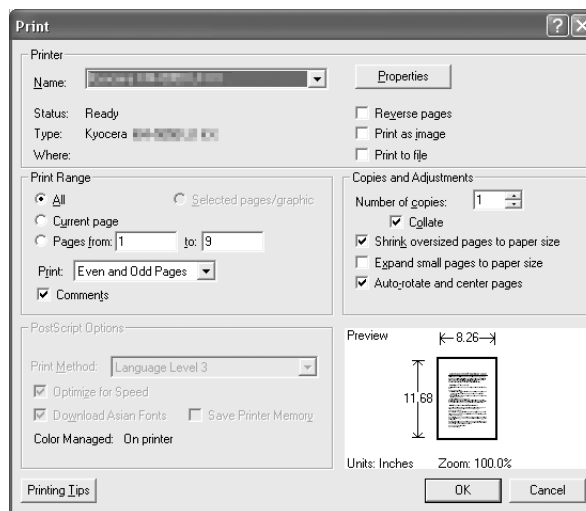 Print
Printer
Name:
Properties
Status: Ready
Type: Kyocera
Where:
Reverse pages
Print as image
Print to file
Print Range
All
Selected pages/graphic
Current page
Pages from: 1 to: 9
Print: Even and Odd Pages
Comments
Copies and Adjustments
Number of copies: 1
Collate
Shrink oversized pages to paper size
Expand small pages to paper size
Auto-rotate and center pages
PostScript Options
Print Method: Language Level 3
Optimize for Speed
Download Asian Fonts Save Printer Memory
Color Managed: On printer
Preview
8.26
11.68
Units: Inches Zoom: 100.0%
Printing Tips
OK
Cancel